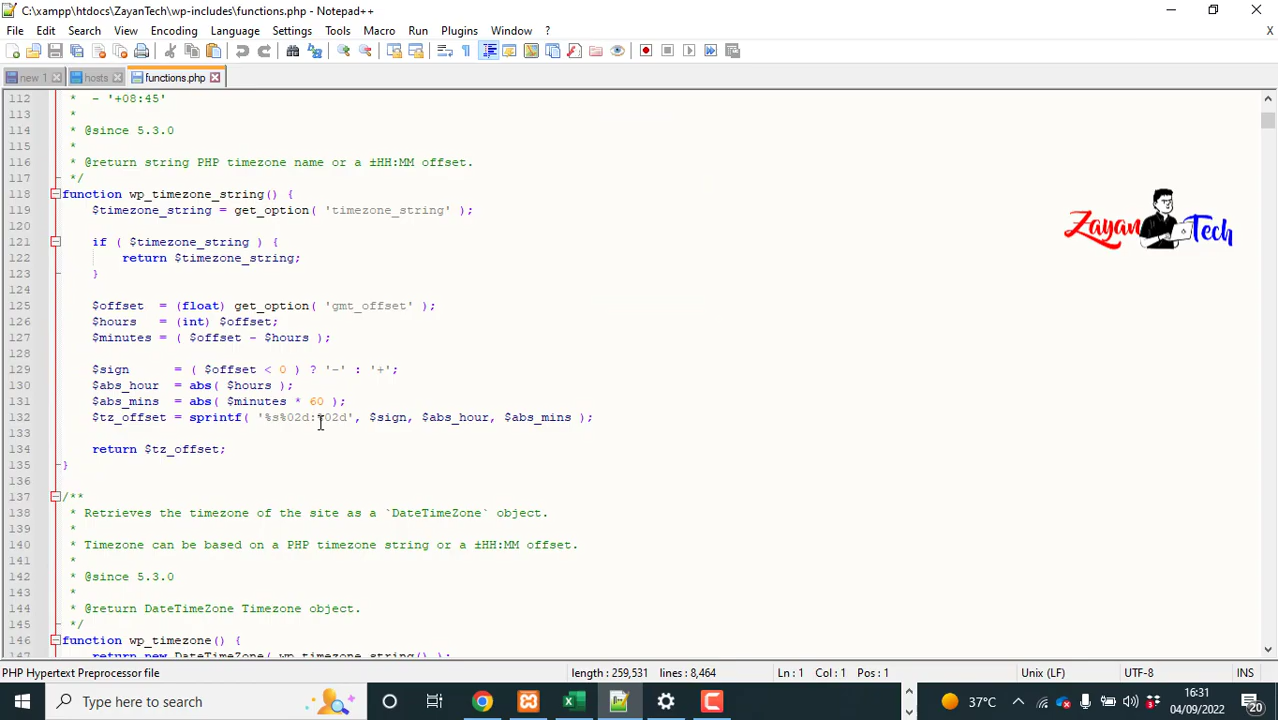 C:\xampp\htdocs\ZayanTech\wp-includes\functions.php - Notepad++
File Edit Search View Encoding Language Settings Tools Macro Run Plugins Window ? X
new 1 hosts functions.php
112 * - '+08:45'
113 *
114 * @since 5.3.0
115 *
116 * @return string PHP timezone name or a ±HH:MM offset.
117 */
118 function wp_timezone_string() {
119 $timezone_string = get_option( 'timezone_string' );
120
121 if ( $timezone_string ) {
122 return $timezone_string;
123 }
124
125 $offset = (float) get_option( 'gmt_offset' );
126 $hours = (int) $offset;
127 $minutes = ( $offset - $hours );
128
129 $sign = ( $offset < 0 ) ? '-' : '+';
130 $abs_hour = abs( $hours );
131 $abs_mins = abs( $minutes * 60 );
132 $tz_offset = sprintf( '%s%02d:%02d', $sign, $abs_hour, $abs_mins );
133
134 return $tz_offset;
135 }
136
137 /**
138 * Retrieves the timezone of the site as a `DateTimeZone` object.
139 *
140 * Timezone can be based on a PHP timezone string or a ±HH:MM offset.
141 *
142 * @since 5.3.0
143 *
144 * @return DateTimeZone Timezone object.
145 */
146 function wp_timezone() {
147 return new DateTimeZone( wp_timezone_string() );
Zayan Tech
PHP Hypertext Preprocessor file length : 259,531 lines : 8,464 Ln : 1 Col : 1 Pos : 1 Unix (LF) UTF-8 INS
Type here to search 37°C 16:31
04/09/2022 20